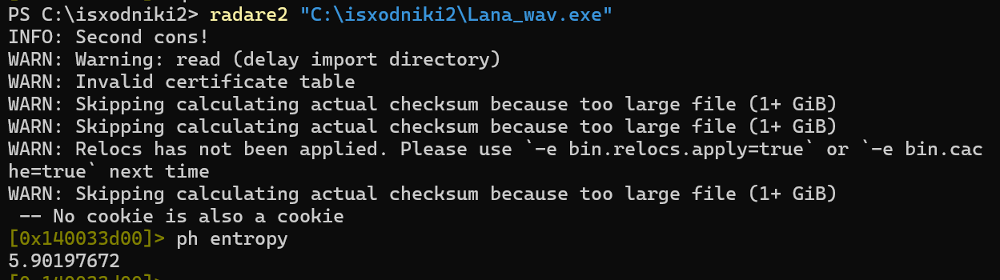 PS C:\isxodniki2> radare2 "C:\isxodniki2\Lana_wav.exe"
INFO: Second cons!
WARN: Warning: read (delay import directory)
WARN: Invalid certificate table
WARN: Skipping calculating actual checksum because too large file (1+ GiB)
WARN: Skipping calculating actual checksum because too large file (1+ GiB)
WARN: Relocs has not been applied. Please use `-e bin.relocs.apply=true` or `-e bin.cac
he=true` next time
WARN: Skipping calculating actual checksum because too large file (1+ GiB)
 -- No cookie is also a cookie
[0x140033d00]> ph entropy
5.90197672